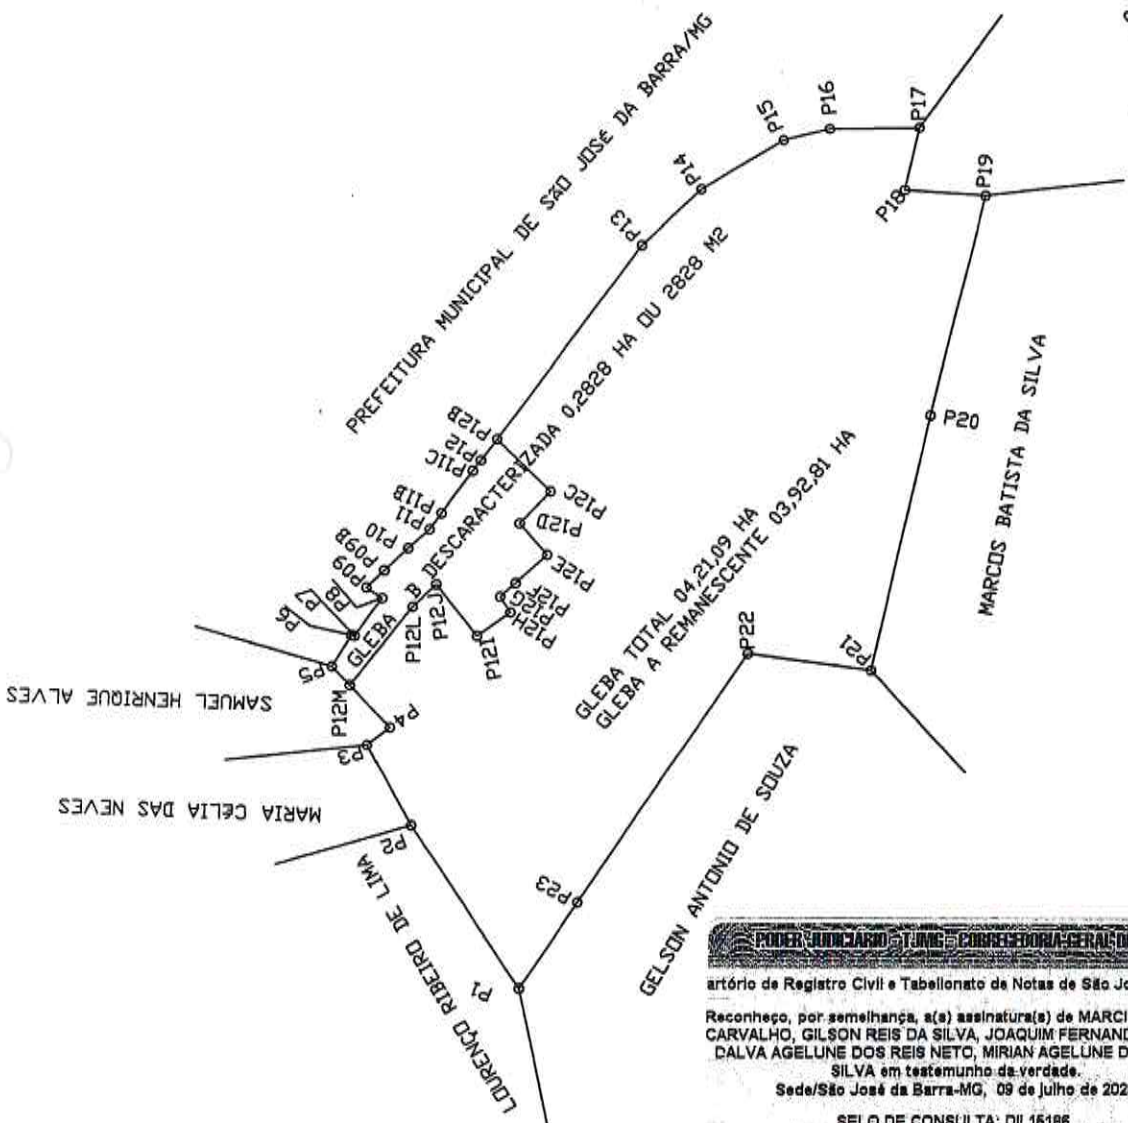 PREFEITURA MUNICIPAL DE SãO JOSé DA BARRA/MG
P16
P15
P17
P14
P18
P19
P13
P12B
P12
P11C
P11B
P11
P10
P09B
P09
P8
P7
P6
P5
GLEBA B DESCARACTERIZADA 0,2828 HA OU 2828 M2
P12C
P12D
P12E
P12F
P12G
P12H
P12I
P12J
P12L
P12M
SAMUEL HENRIQUE ALVES
P4
P3
MARIA CéLIA DAS NEVES
P2
LOURENÇO RIBEIRO DE LIMA
P1
P20
MARCOS BATISTA DA SILVA
GLEBA TOTAL 04,21,09 HA
GLEBA A REMANESCENTE 03,92,81 HA
P22
P21
P23
GELSON ANTONIO DE SOUZA
PODER JUDICIÁRIO - TJMG - CORREGEDORIA-GERAL
artório de Registro Civil e Tabelionato de Notas de São Jo
Reconheço, por semelhança, a(s) assinatura(s) de MARCI
CARVALHO, GILSON REIS DA SILVA, JOAQUIM FERNAND
DALVA AGELUNE DOS REIS NETO, MIRIAN AGELUNE D
SILVA em testemunho da verdade.
Sede/São José da Barra-MG, 09 de julho de 202
SELO DE CONSULTA: DIL15186